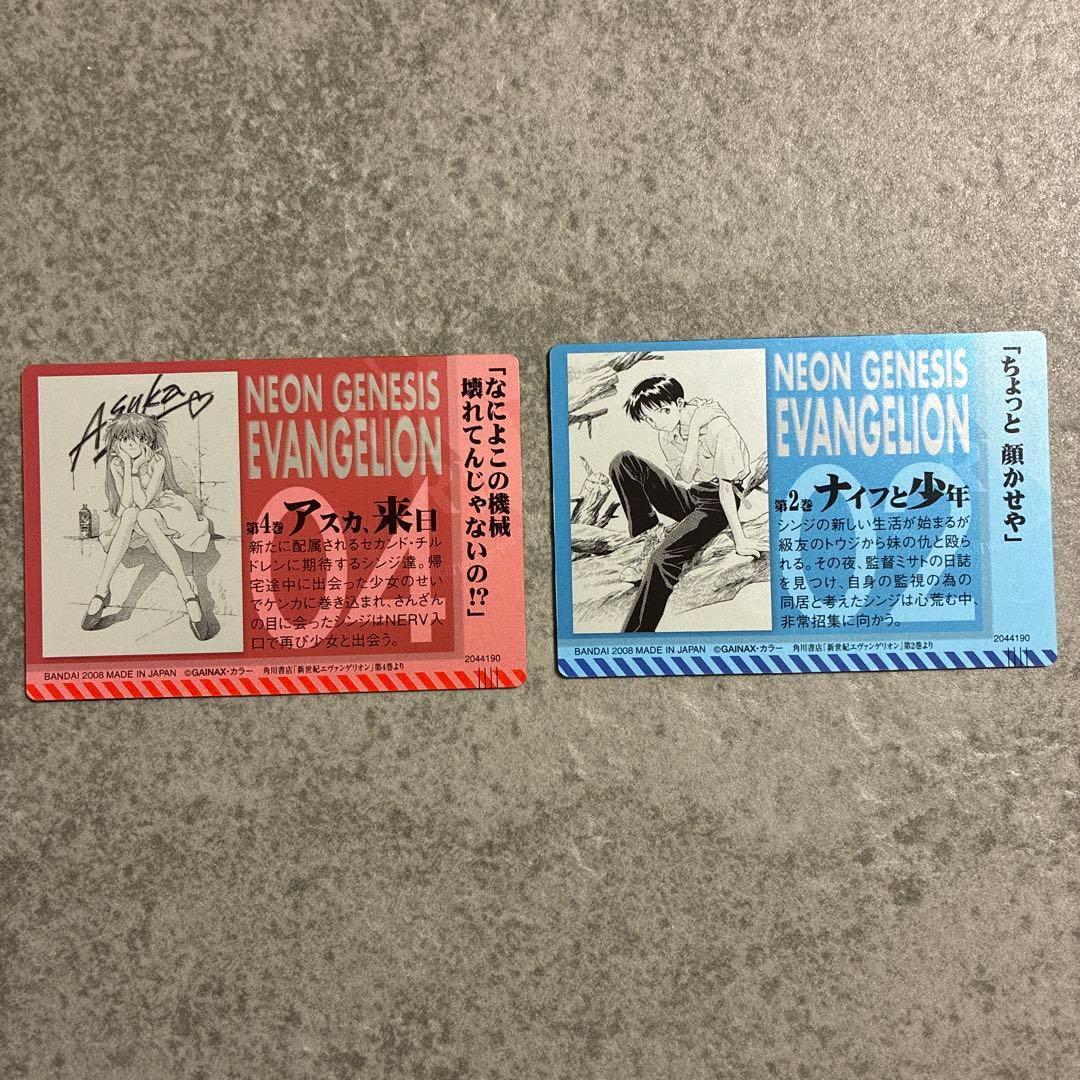 Asuka♡
NEON GENESIS
EVANGELION
04
第4巻 アスカ、来日
新たに配属されるセカンド・チル
ドレンに期待するシンジ達。帰
宅途中に出会った少女のせい
でケンカに巻き込まれ、さんざん
の目に会ったシンジはNERV入
口で再び少女と出会う。
「なによこの機械
壊れてんじゃないの!?」
BANDAI 2008 MADE IN JAPAN ©GAINAX・カラー 角川書店「新世紀エヴァンゲリオン」第4巻より
2044190
NEON GENESIS
EVANGELION
02
第2巻 ナイフと少年
シンジの新しい生活が始まるが
級友のトウジから妹の仇と殴ら
れる。その夜、監督ミサトの日誌
を見つけ、自身の監視の為の
同居と考えたシンジは心荒む中、
非常招集に向かう。
「ちょっと 顔かせや」
BANDAI 2008 MADE IN JAPAN ©GAINAX・カラー 角川書店「新世紀エヴァンゲリオン」第2巻より
2044190